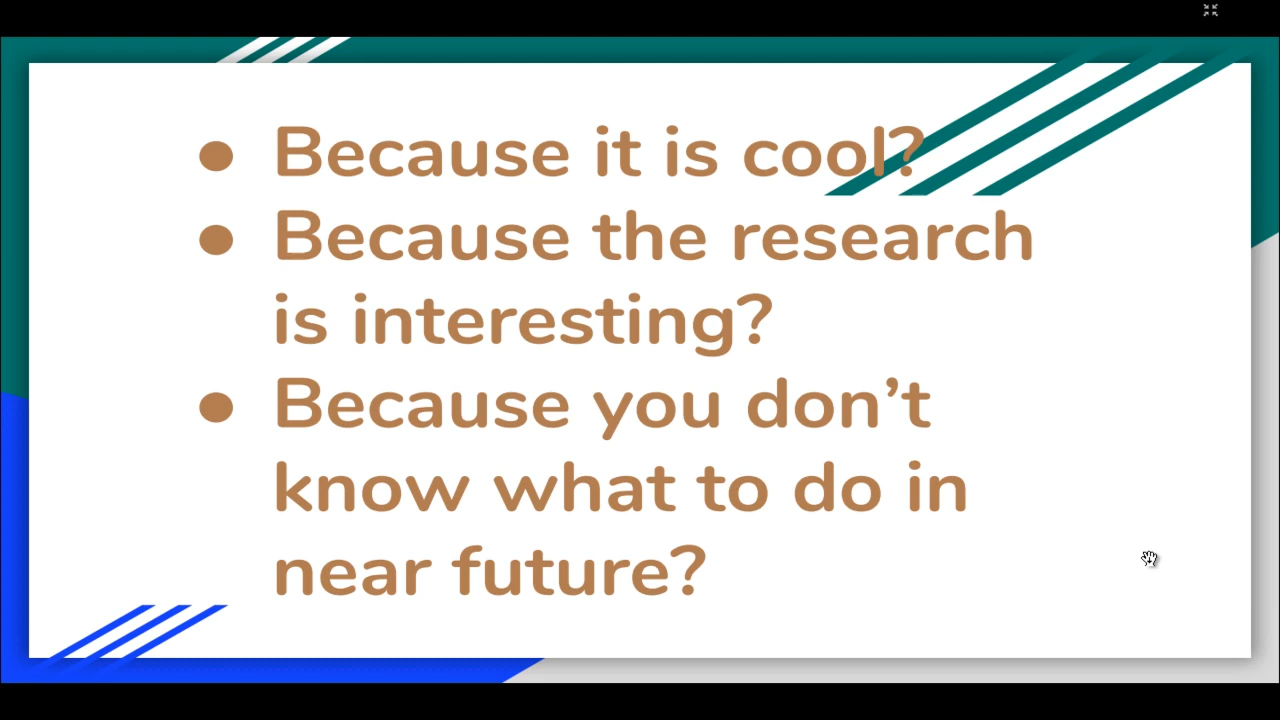 ● Because it is cool?
● Because the research
is interesting?
● Because you don’t
know what to do in
near future?